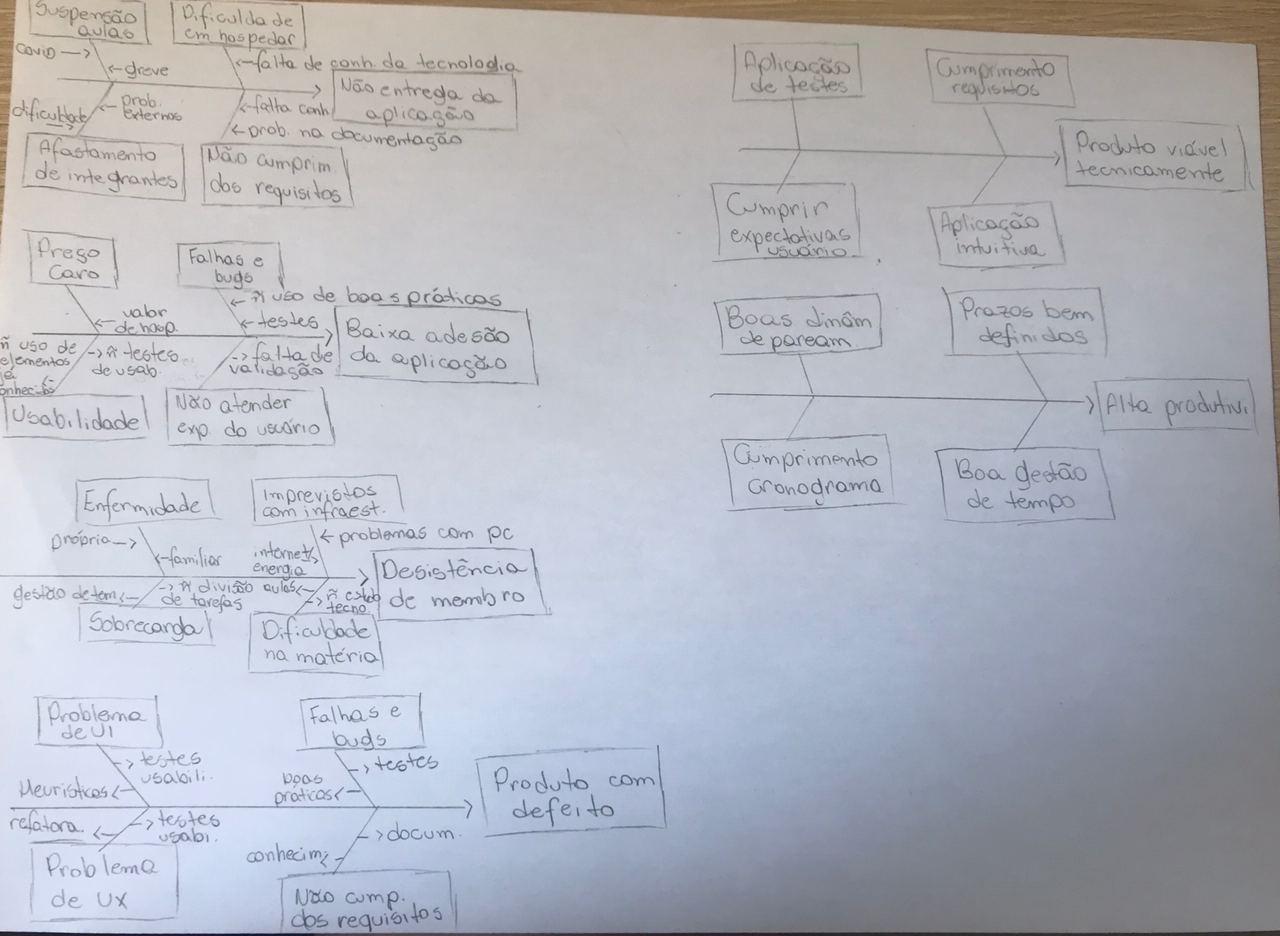 Suspensão
aulas
Dificuldade
em hospedar
covid
greve
falta de conh. da tecnologia
Não entrega da
aplicação
dificuldade
prob.
externos
falta conh
prob. na documentação
Afastamento
de integrantes
Não cumprim.
dos requisitos
Preço
Caro
Falhas e
bugs
valor
de hosp.
ñ uso de boas práticas
testes
Baixa adesão
da aplicação
ñ uso de
elementos
já
conhecidos
ñ testes
de usab.
falta de
validação
Usabilidade
Não atender
exp. do usuário
Enfermidade
Imprevistos
com infraest.
própria
familiar
internet/
energia
problemas com pc
Desistência
de membro
gestão de tem
ñ divisão
de tarefas
aulas
tecno.
Sobrecarga
Dificuldade
na matéria
Problema
de UI
Falhas e
buds
testes
usabili.
Heurísticas
boas
práticas
testes
Produto com
defeito
refatora.
testes
usabi.
conhecim
docum.
Problema
de UX
Não cump.
dos requisitos
Aplicação
de testes
Cumprimento
requisitos
Produto viável
tecnicamente
Cumprir
expectativas
usuário.
Aplicação
intuitiva
Boas dinâm
de paream.
Prazos bem
definidos
Alta produtivi
Cumprimento
Cronograma
Boa gestão
de tempo